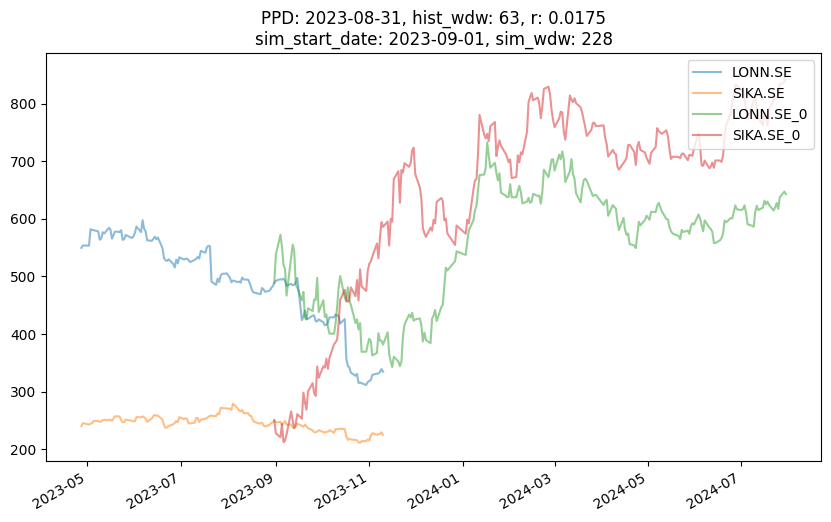 PPD: 2023-08-31, hist_wdw: 63, r: 0.0175
sim_start_date: 2023-09-01, sim_wdw: 228
LONN.SE
SIKA.SE
LONN.SE_0
SIKA.SE_0
800
700
600
500
400
300
200
2023-05
2023-07
2023-09
2023-11
2024-01
2024-03
2024-05
2024-07